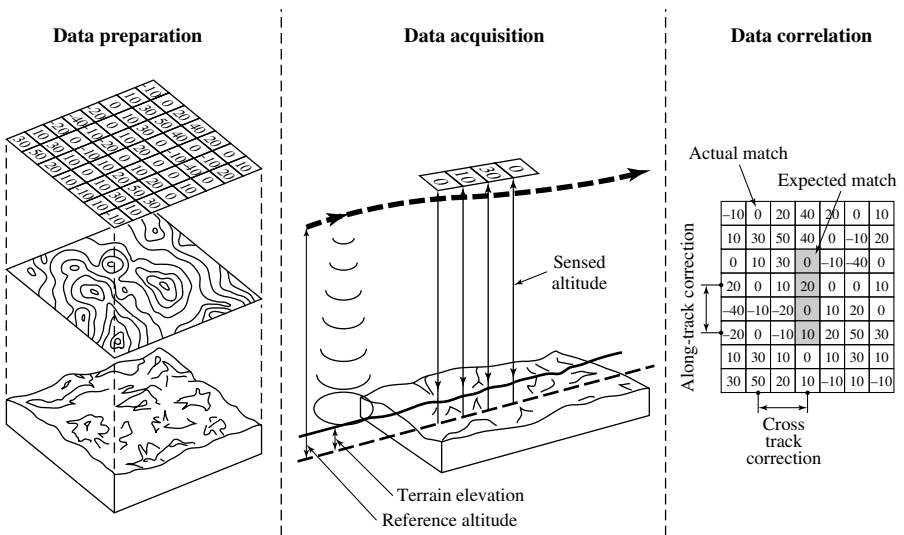 Data preparation
Data acquisition
0 10 30 0
Sensed
altitude
Terrain elevation
Reference altitude
Data correlation
Actual match
Expected match
Along-track correction
–10 0 20 40 20 0 10
10 30 50 40 0 –10 20
0 10 30 0 –10 –40 0
20 0 10 20 0 0 10
–40 –10 –20 0 10 20 0
–20 0 –10 10 20 50 30
10 30 10 0 10 30 10
30 50 20 10 –10 10 –10
Cross
track
correction